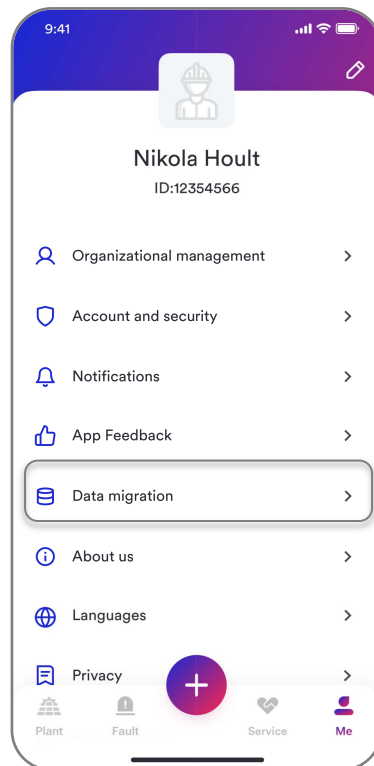 9:41
Nikola Hoult
ID:12354566
Organizational management
Account and security
Notifications
App Feedback
Data migration
About us
Languages
Privacy
Plant
Fault
Service
Me